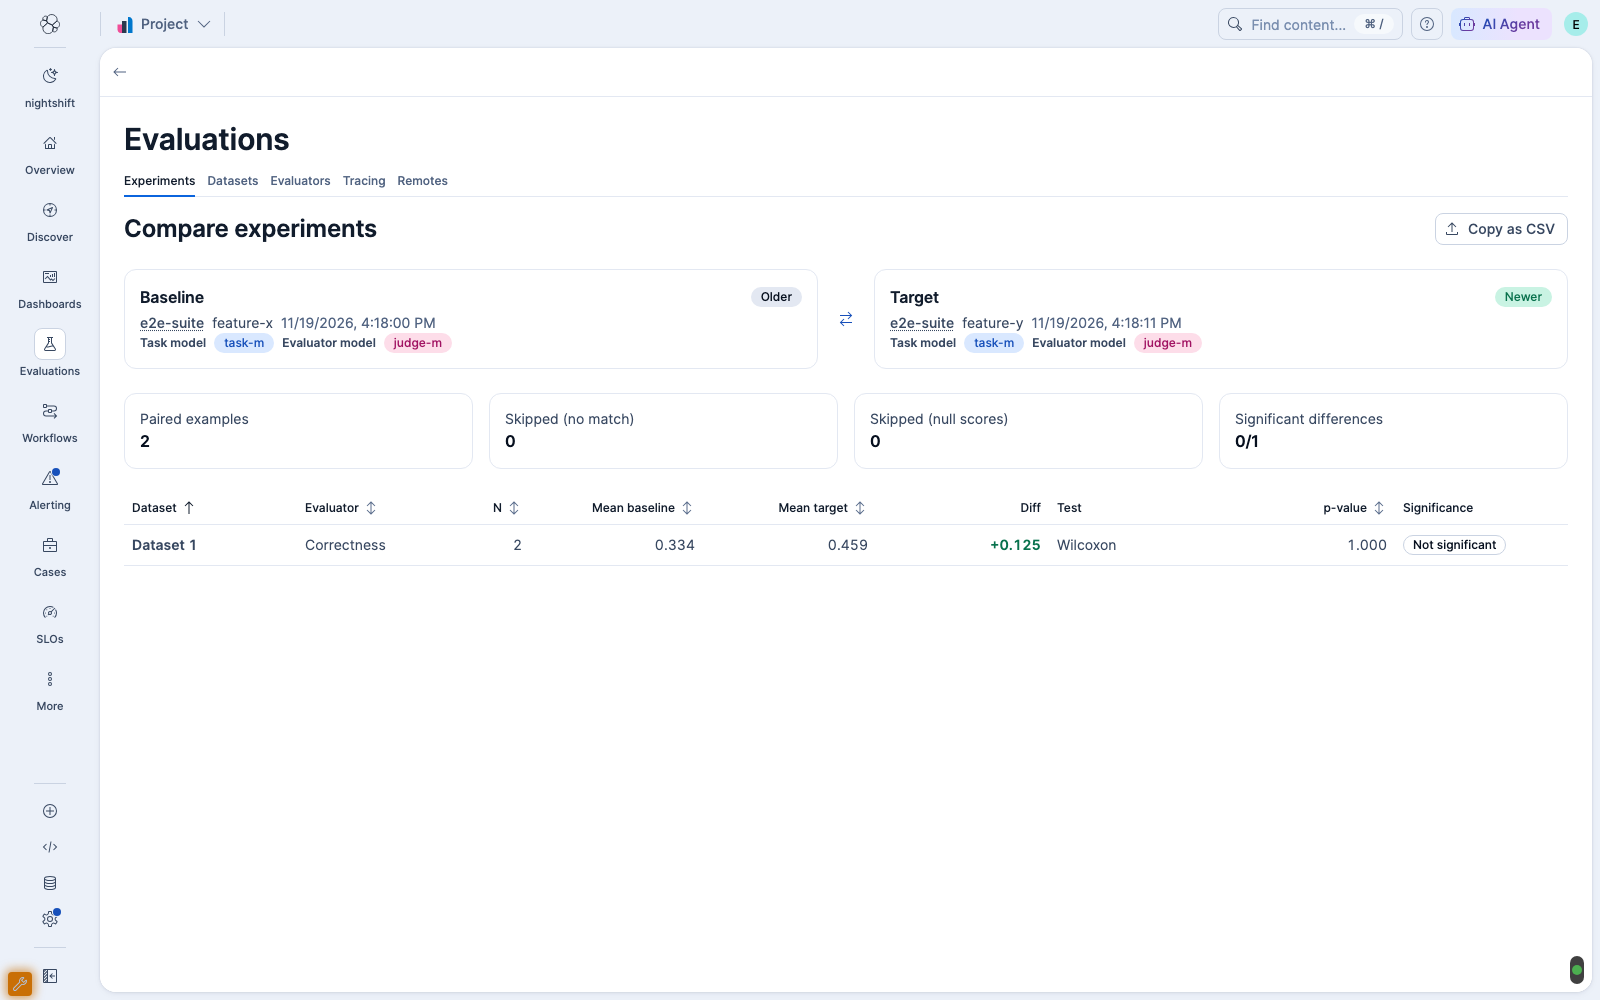 Project
Find content...
⌘ /
AI Agent
E
nightshift
Overview
Discover
Dashboards
Evaluations
Workflows
Alerting
Cases
SLOs
More
Evaluations
Experiments Datasets Evaluators Tracing Remotes
Compare experiments
Copy as CSV
Baseline
Older
e2e-suite feature-x 11/19/2026, 4:18:00 PM
Task model task-m Evaluator model judge-m
Target
Newer
e2e-suite feature-y 11/19/2026, 4:18:11 PM
Task model task-m Evaluator model judge-m
Paired examples
2
Skipped (no match)
0
Skipped (null scores)
0
Significant differences
0/1
Dataset Evaluator N Mean baseline Mean target Diff Test p-value Significance
Dataset 1 Correctness 2 0.334 0.459 +0.125 Wilcoxon 1.000 Not significant